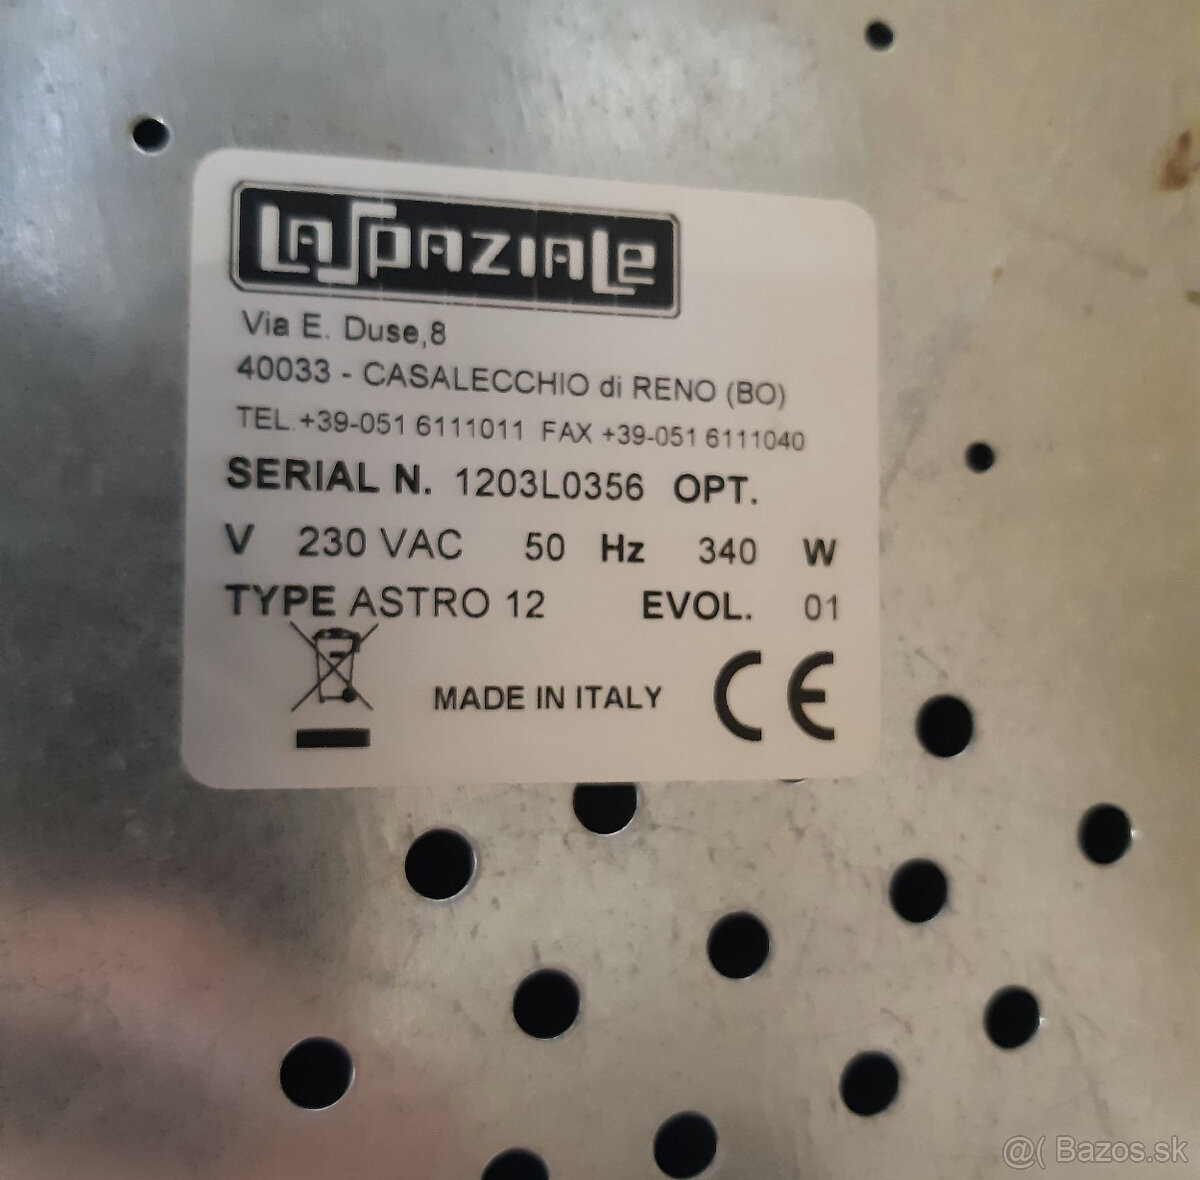 LaSpaziale
Via E. Duse,8
40033 - CASALECCHIO di RENO (BO)
TEL.+39-051 6111011 FAX +39-051 6111040
SERIAL N. 1203L0356 OPT.
V 230 VAC 50 Hz 340 W
TYPE ASTRO 12 EVOL. 01
MADE IN ITALY CE
@( Bazos.sk